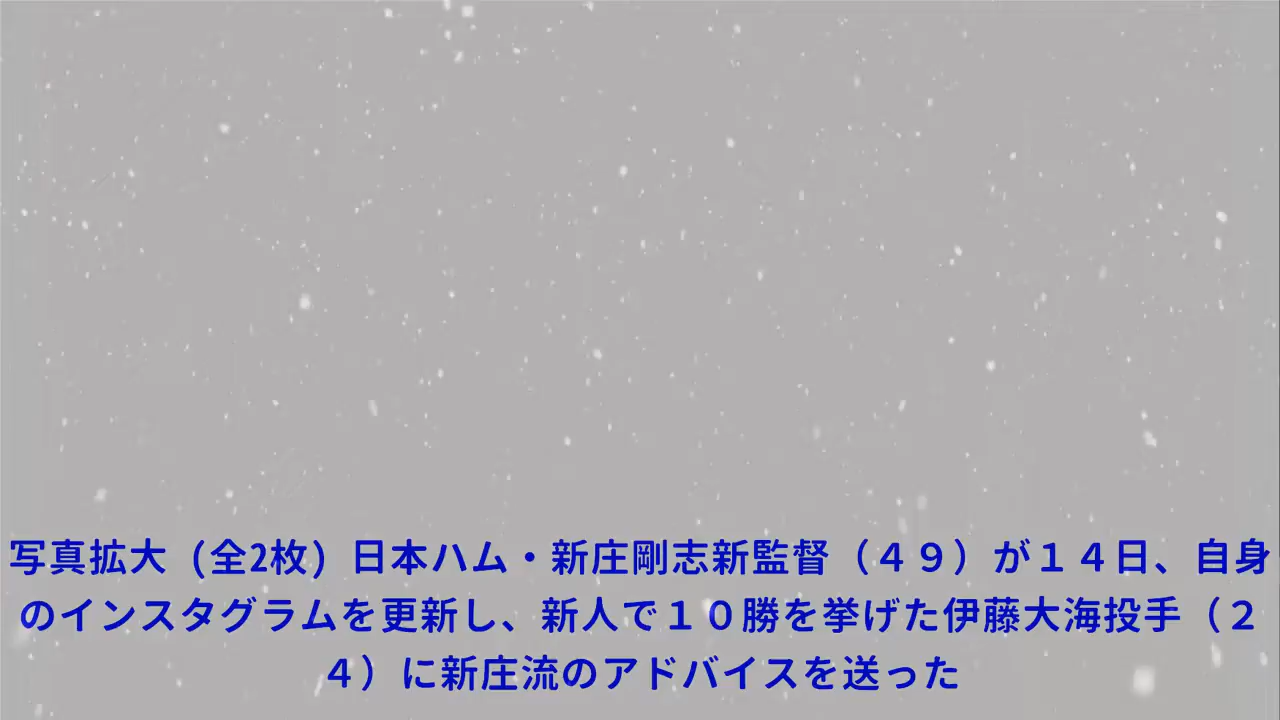 写真拡大 (全2枚) 日本ハム・新庄剛志新監督（４９）が１４日、自身
のインスタグラムを更新し、新人で１０勝を挙げた伊藤大海投手（２
４）に新庄流のアドバイスを送った